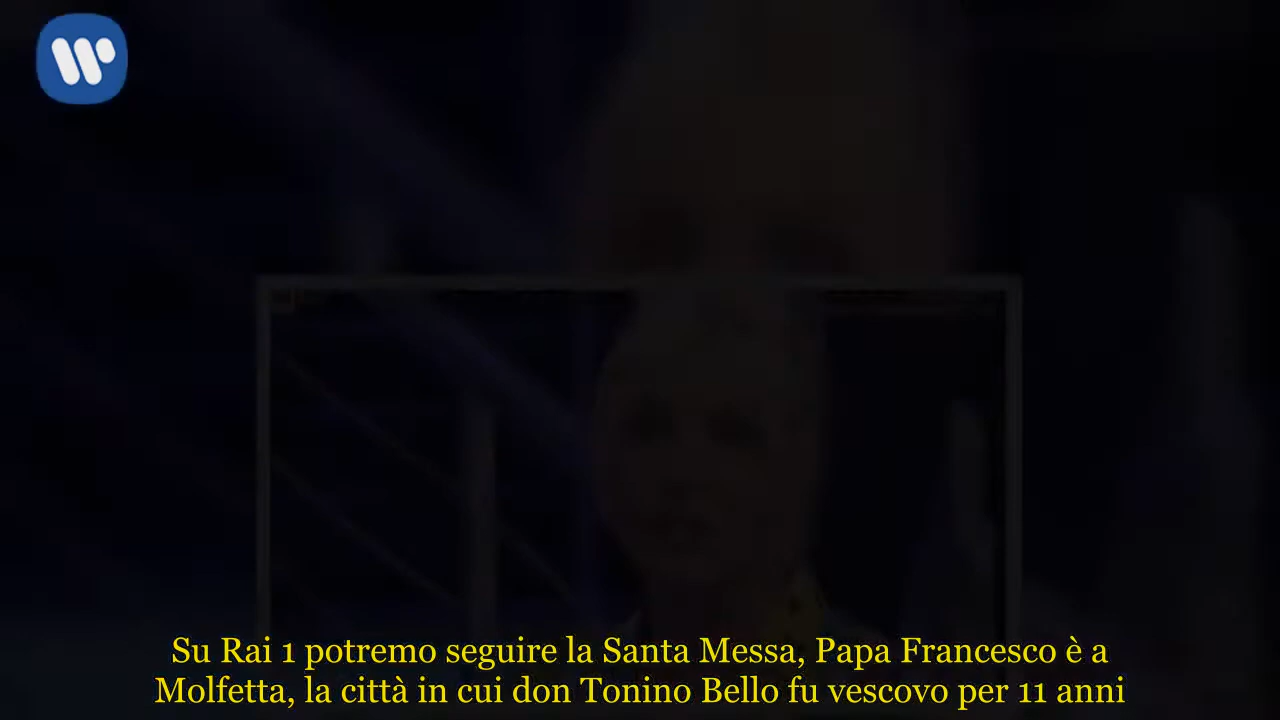 Su Rai 1 potremo seguire la Santa Messa, Papa Francesco è a
Molfetta, la città in cui don Tonino Bello fu vescovo per 11 anni